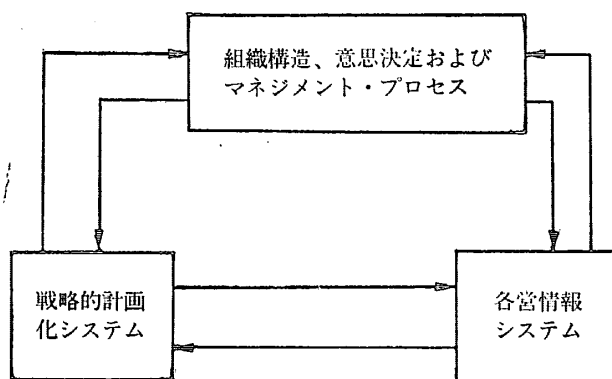 組織構造、意思決定および
マネジメント・プロセス
戦略的計画
化システム
各営情報
システム